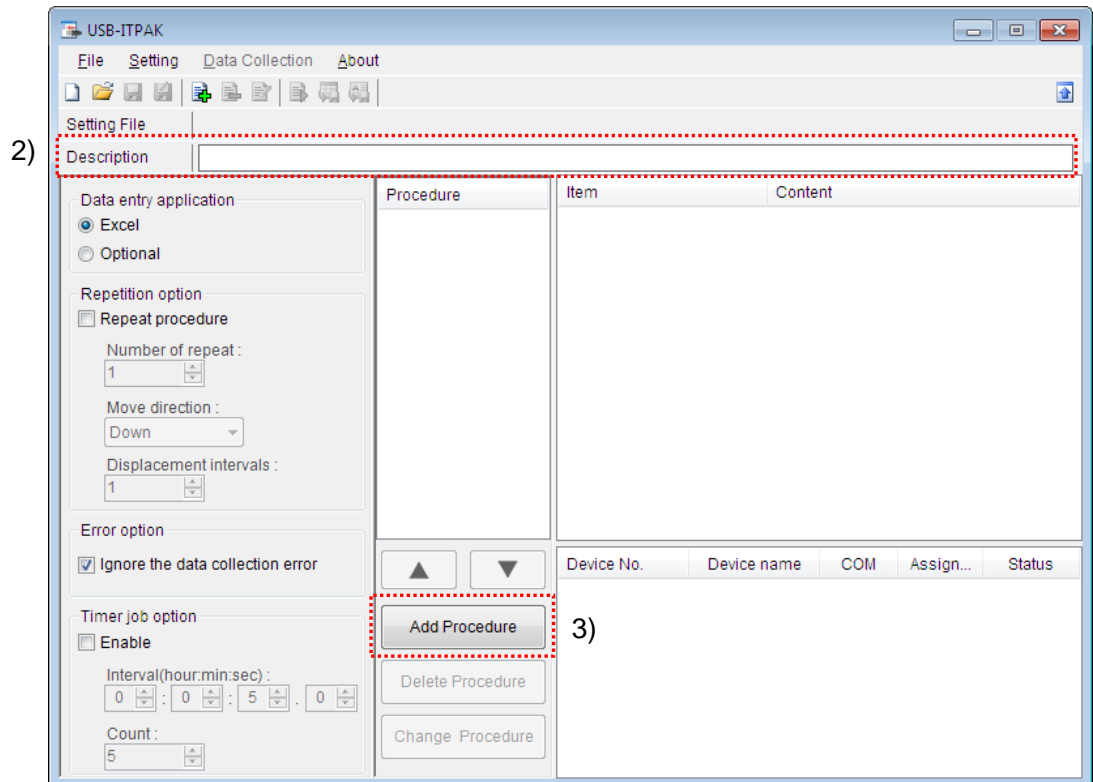 USB-ITPAK
File Setting Data Collection About
Setting File
2)
Description
Data entry application
Excel
Optional
Repetition option
Repeat procedure
Number of repeat :
1
Move direction :
Down
Displacement intervals :
1
Error option
Ignore the data collection error
Timer job option
Enable
Interval(hour:min:sec) :
0 : 0 : 5 . 0
Count :
5
Procedure
▲ ▼
Add Procedure
3)
Delete Procedure
Change Procedure
Item Content
Device No. Device name COM Assign... Status